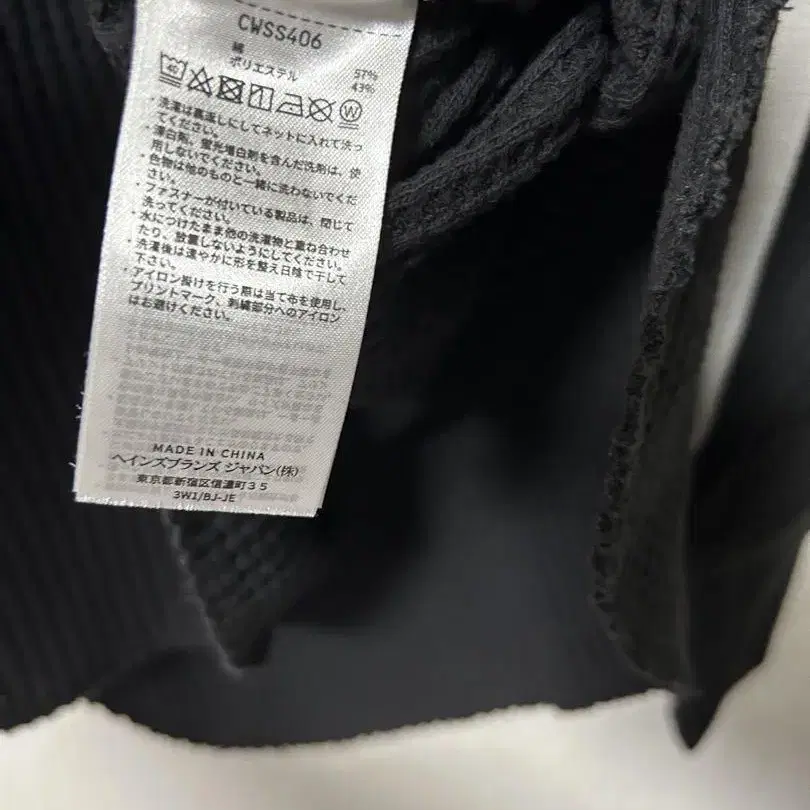 CWSS406
綿 57%
ポリエステル 43%
40
W
・洗濯は裏返しにしてネットに入れて洗っ
てください。
・漂白剤、蛍光増白剤を含んだ洗剤は、使
用しないでください。
・色物は他のものと一緒に洗わないでくだ
さい。
・ファスナーが付いている製品は、閉じて
洗ってください。
・水につけたまま他の洗濯物と重ね合わせ
たり、放置しないようにしてください。
・洗濯後は速やかに形を整え日陰で干して
下さい。
・アイロン掛けを行う際は当て布を使用し、
プリントマーク、刺繍部分へのアイロン
はお避けください。
MADE IN CHINA
ヘインズブランズ ジャパン(株)
東京都新宿区信濃町35
3W1/BJ-JE